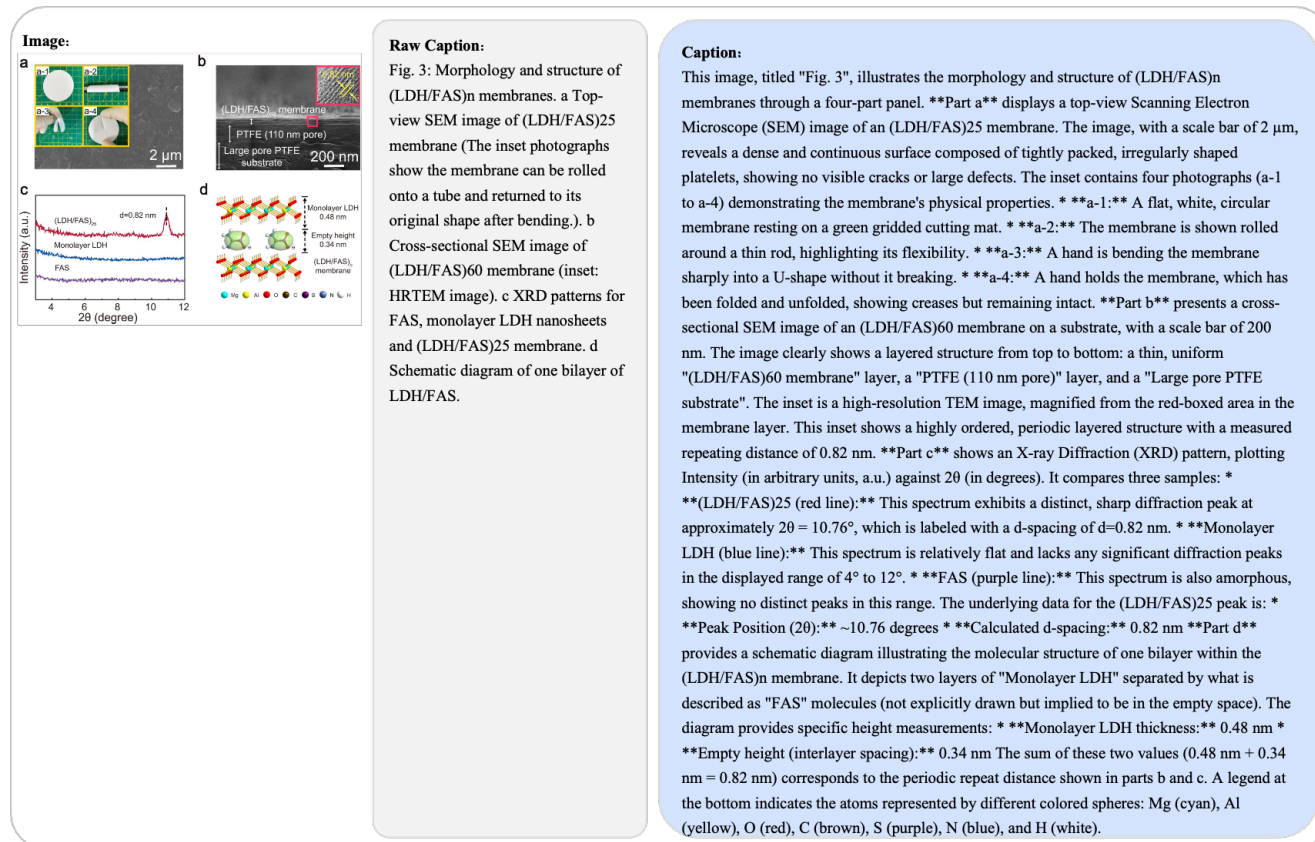 Image:
a
a-1
a-2
a-3
a-4
2 μm
b
0.82 nm
(LDH/FAS)60 membrane
PTFE (110 nm pore)
Large pore PTFE
substrate
200 nm
c
Intensity (a.u.)
d=0.82 nm
(LDH/FAS)25
Monolayer LDH
FAS
4 6 8 10 12
2θ (degree)
d
Monolayer LDH
0.48 nm
Empty height
0.34 nm
(LDH/FAS)n
membrane
Mg Al O C S N H
Raw Caption:
Fig. 3: Morphology and structure of
(LDH/FAS)n membranes. a Top-
view SEM image of (LDH/FAS)25
membrane (The inset photographs
show the membrane can be rolled
onto a tube and returned to its
original shape after bending.). b
Cross-sectional SEM image of
(LDH/FAS)60 membrane (inset:
HRTEM image). c XRD patterns for
FAS, monolayer LDH nanosheets
and (LDH/FAS)25 membrane. d
Schematic diagram of one bilayer of
LDH/FAS.
Caption:
This image, titled "Fig. 3", illustrates the morphology and structure of (LDH/FAS)n
membranes through a four-part panel. **Part a** displays a top-view Scanning Electron
Microscope (SEM) image of an (LDH/FAS)25 membrane. The image, with a scale bar of 2 μm,
reveals a dense and continuous surface composed of tightly packed, irregularly shaped
platelets, showing no visible cracks or large defects. The inset contains four photographs (a-1
to a-4) demonstrating the membrane's physical properties. * **a-1:** A flat, white, circular
membrane resting on a green gridded cutting mat. * **a-2:** The membrane is shown rolled
around a thin rod, highlighting its flexibility. * **a-3:** A hand is bending the membrane
sharply into a U-shape without it breaking. * **a-4:** A hand holds the membrane, which has
been folded and unfolded, showing creases but remaining intact. **Part b** presents a cross-
sectional SEM image of an (LDH/FAS)60 membrane on a substrate, with a scale bar of 200
nm. The image clearly shows a layered structure from top to bottom: a thin, uniform
"(LDH/FAS)60 membrane" layer, a "PTFE (110 nm pore)" layer, and a "Large pore PTFE
substrate". The inset is a high-resolution TEM image, magnified from the red-boxed area in the
membrane layer. This inset shows a highly ordered, periodic layered structure with a measured
repeating distance of 0.82 nm. **Part c** shows an X-ray Diffraction (XRD) pattern, plotting
Intensity (in arbitrary units, a.u.) against 2θ (in degrees). It compares three samples: *
**(LDH/FAS)25 (red line):** This spectrum exhibits a distinct, sharp diffraction peak at
approximately 2θ = 10.76°, which is labeled with a d-spacing of d=0.82 nm. * **Monolayer
LDH (blue line):** This spectrum is relatively flat and lacks any significant diffraction peaks
in the displayed range of 4° to 12°. * **FAS (purple line):** This spectrum is also amorphous,
showing no distinct peaks in this range. The underlying data for the (LDH/FAS)25 peak is: *
**Peak Position (2θ):** ~10.76 degrees * **Calculated d-spacing:** 0.82 nm **Part d**
provides a schematic diagram illustrating the molecular structure of one bilayer within the
(LDH/FAS)n membrane. It depicts two layers of "Monolayer LDH" separated by what is
described as "FAS" molecules (not explicitly drawn but implied to be in the empty space). The
diagram provides specific height measurements: * **Monolayer LDH thickness:** 0.48 nm *
**Empty height (interlayer spacing):** 0.34 nm The sum of these two values (0.48 nm + 0.34
nm = 0.82 nm) corresponds to the periodic repeat distance shown in parts b and c. A legend at
the bottom indicates the atoms represented by different colored spheres: Mg (cyan), Al
(yellow), O (red), C (brown), S (purple), N (blue), and H (white).